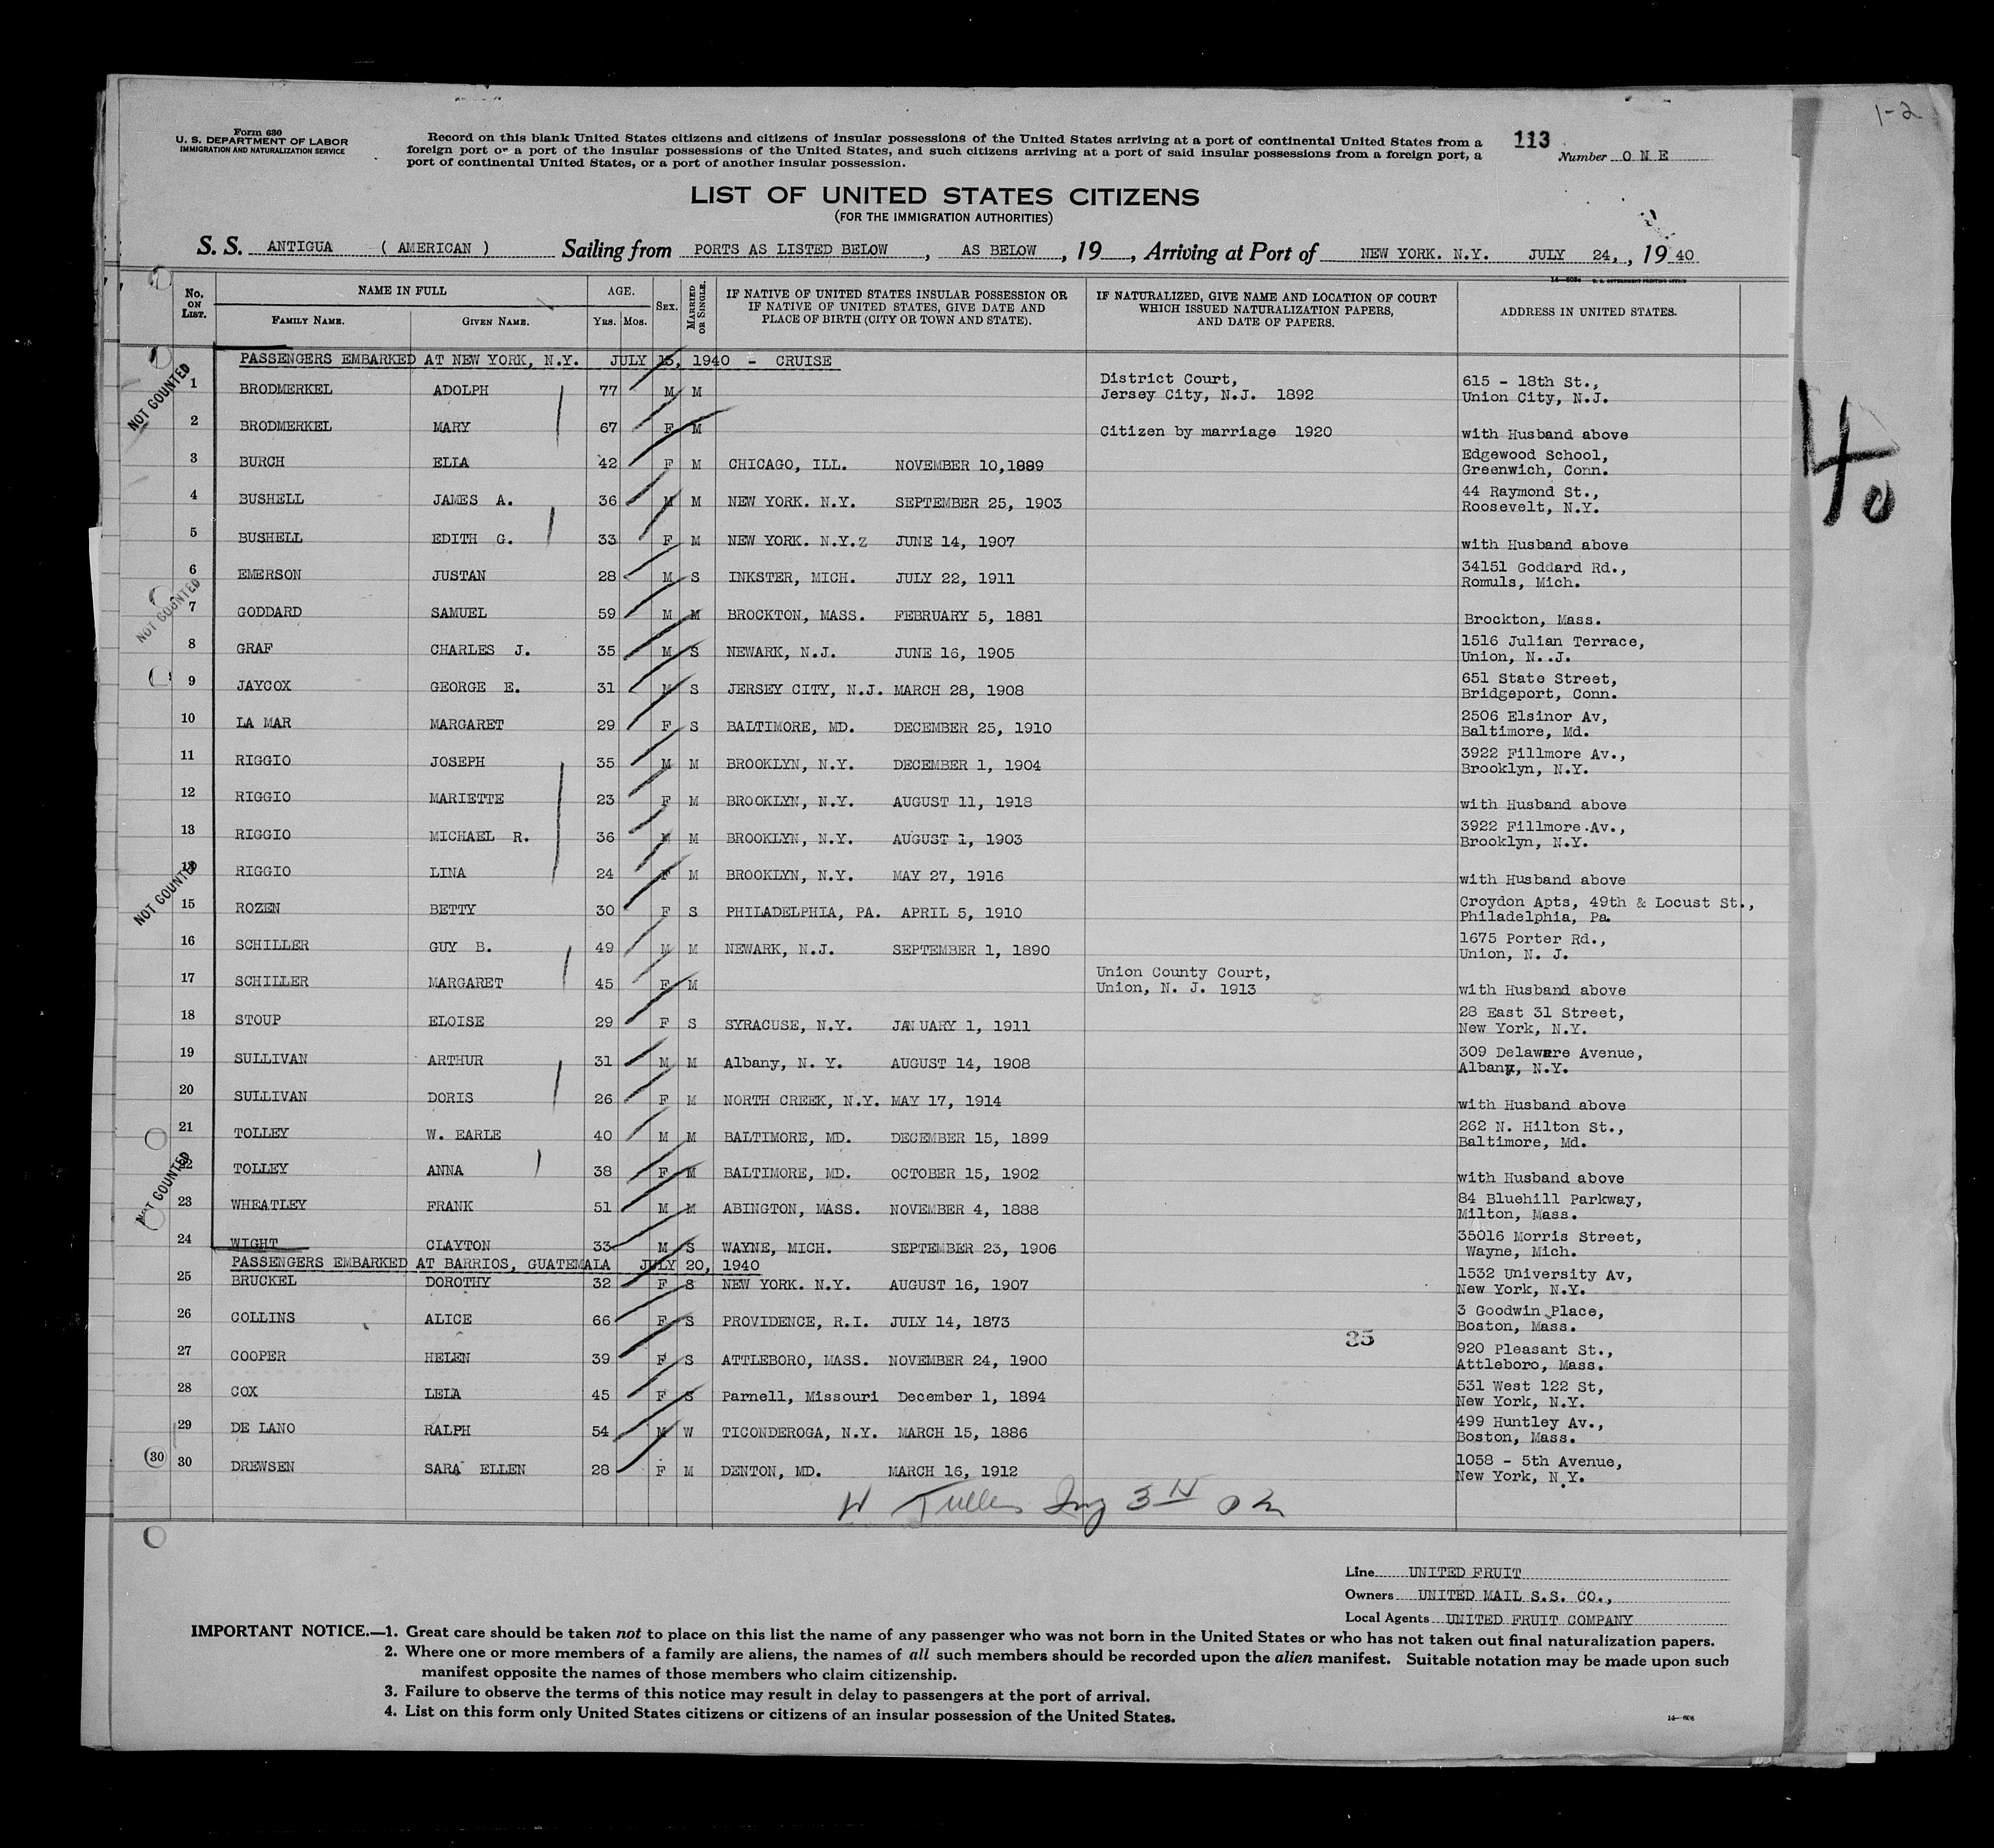 1-2
Form 630
U. S. DEPARTMENT OF LABOR
IMMIGRATION AND NATURALIZATION SERVICE
Record on this blank United States citizens and citizens of insular possessions of the United States arriving at a port of continental United States from a
foreign port or a port of the insular possessions of the United States, and such citizens arriving at a port of said insular possessions from a foreign port, a
port of continental United States, or a port of another insular possession.
113
Number ONE
LIST OF UNITED STATES CITIZENS
(FOR THE IMMIGRATION AUTHORITIES)
S. S. ANTIGUA ( AMERICAN ) Sailing from PORTS AS LISTED BELOW , AS BELOW , 19 , Arriving at Port of NEW YORK. N.Y. JULY 24, , 19 40
No. ON LIST. NAME IN FULL FAMILY NAME. GIVEN NAME. AGE. YRS. MOS. SEX. MARRIED OR SINGLE. IF NATIVE OF UNITED STATES INSULAR POSSESSION OR IF NATIVE OF UNITED STATES, GIVE DATE AND PLACE OF BIRTH (CITY OR TOWN AND STATE). IF NATURALIZED, GIVE NAME AND LOCATION OF COURT WHICH ISSUED NATURALIZATION PAPERS, AND DATE OF PAPERS. ADDRESS IN UNITED STATES.
PASSENGERS EMBARKED AT NEW YORK, N.Y. JULY 15, 1940 - CRUISE
NOT COUNTED
1 BRODMERKEL ADOLPH 77 M M District Court, Jersey City, N.J. 1892 615 - 18th St., Union City, N.J.
2 BRODMERKEL MARY 67 F M Citizen by marriage 1920 with Husband above
3 BURCH ELLA 42 F M CHICAGO, ILL. NOVEMBER 10,1889 Edgewood School, Greenwich, Conn.
4 BUSHELL JAMES A. 36 M M NEW YORK. N.Y. SEPTEMBER 25, 1903 44 Raymond St., Roosevelt, N.Y.
5 BUSHELL EDITH G. 33 F M NEW YORK. N.Y.Z JUNE 14, 1907 with Husband above
6 EMERSON JUSTAN 28 M S INKSTER, MICH. JULY 22, 1911 34151 Goddard Rd., Romuls, Mich.
NOT COUNTED
7 GODDARD SAMUEL 59 M M BROCKTON, MASS. FEBRUARY 5, 1881 Brockton, Mass.
8 GRAF CHARLES J. 35 M S NEWARK, N.J. JUNE 16, 1905 1516 Julian Terrace, Union, N..J.
9 JAYCOX GEORGE E. 31 M S JERSEY CITY, N.J. MARCH 28, 1908 651 State Street, Bridgeport, Conn.
10 LA MAR MARGARET 29 F S BALTIMORE, MD. DECEMBER 25, 1910 2506 Elsinor Av, Baltimore, Md.
11 RIGGIO JOSEPH 35 M M BROOKLYN, N.Y. DECEMBER 1, 1904 3922 Fillmore Av., Brooklyn, N.Y.
12 RIGGIO MARIETTE 23 F M BROOKLYN, N.Y. AUGUST 11, 1918 with Husband above
13 RIGGIO MICHAEL R. 36 M M BROOKLYN, N.Y. AUGUST 1, 1903 3922 Fillmore.Av., Brooklyn, N.Y.
14 RIGGIO LINA 24 F M BROOKLYN, N.Y. MAY 27, 1916 with Husband above
NOT COUNTED
15 ROZEN BETTY 30 F S PHILADELPHIA, PA. APRIL 5, 1910 Croydon Apts, 49th & Locust St., Philadelphia, Pa.
16 SCHILLER GUY B. 49 M M NEWARK, N.J. SEPTEMBER 1, 1890 1675 Porter Rd., Union, N. J.
17 SCHILLER MARGARET 45 F M Union County Court, Union, N. J. 1913 with Husband above
18 STOUP ELOISE 29 F S SYRACUSE, N.Y. JANUARY 1, 1911 28 East 31 Street, New York, N.Y.
19 SULLIVAN ARTHUR 31 M M Albany, N. Y. AUGUST 14, 1908 309 Delaware Avenue, Albany, N.Y.
20 SULLIVAN DORIS 26 F M NORTH CREEK, N.Y. MAY 17, 1914 with Husband above
21 TOLLEY W. EARLE 40 M M BALTIMORE, MD. DECEMBER 15, 1899 262 N. Hilton St., Baltimore, Md.
22 TOLLEY ANNA 38 F M BALTIMORE, MD. OCTOBER 15, 1902 with Husband above
NOT COUNTED
23 WHEATLEY FRANK 51 M M ABINGTON, MASS. NOVEMBER 4, 1888 84 Bluehill Parkway, Milton, Mass.
24 WIGHT CLAYTON 33 M S WAYNE, MICH. SEPTEMBER 23, 1906 35016 Morris Street, Wayne, Mich.
PASSENGERS EMBARKED AT BARRIOS, GUATEMALA JULY 20, 1940
25 BRUCKEL DOROTHY 32 F S NEW YORK. N.Y. AUGUST 16, 1907 1532 University Av, New York, N.Y.
26 COLLINS ALICE 66 F S PROVIDENCE, R.I. JULY 14, 1873 3 Goodwin Place, Boston, Mass.
35
27 COOPER HELEN 39 F S ATTLEBORO, MASS. NOVEMBER 24, 1900 920 Pleasant St., Attleboro, Mass.
28 COX LELA 45 F S Parnell, Missouri December 1, 1894 531 West 122 St, New York, N.Y.
29 DE LANO RALPH 54 M W TICONDEROGA, N.Y. MARCH 15, 1886 499 Huntley Av., Boston, Mass.
(30) 30 DREWSEN SARA ELLEN 28 F M DENTON, MD. MARCH 16, 1912 1058 - 5th Avenue, New York, N.Y.
Line UNITED FRUIT
Owners UNITED MAIL S.S. CO.,
Local Agents UNITED FRUIT COMPANY
IMPORTANT NOTICE.—1. Great care should be taken not to place on this list the name of any passenger who was not born in the United States or who has not taken out final naturalization papers.
2. Where one or more members of a family are aliens, the names of all such members should be recorded upon the alien manifest. Suitable notation may be made upon such
manifest opposite the names of those members who claim citizenship.
3. Failure to observe the terms of this notice may result in delay to passengers at the port of arrival.
4. List on this form only United States citizens or citizens of an insular possession of the United States.